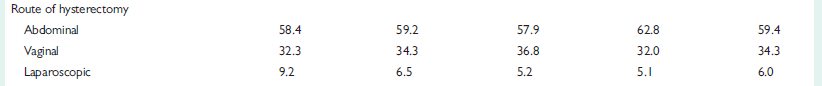 Route of hysterectomy
Abdominal 58.4 59.2 57.9 62.8 59.4
Vaginal 32.3 34.3 36.8 32.0 34.3
Laparoscopic 9.2 6.5 5.2 5.1 6.0